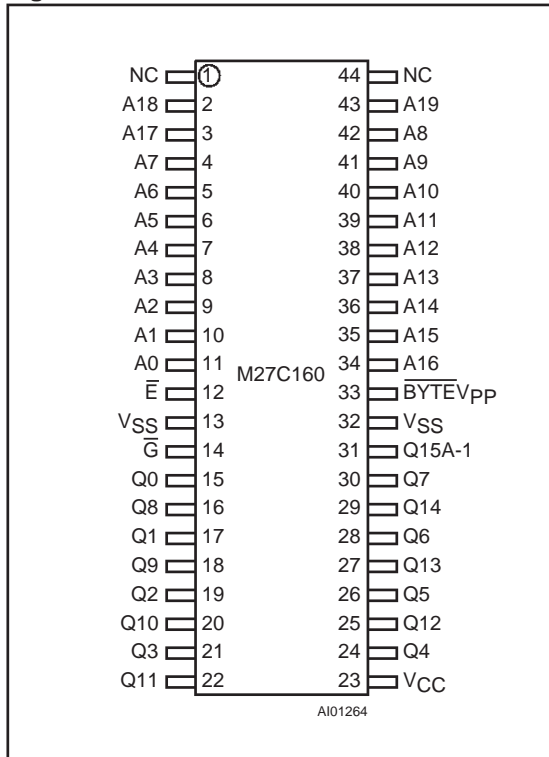 NC 1 44 NC
A18 2 43 A19
A17 3 42 A8
A7 4 41 A9
A6 5 40 A10
A5 6 39 A11
A4 7 38 A12
A3 8 37 A13
A2 9 36 A14
A1 10 35 A15
A0 11 34 A16
M27C160
E̅ 12 33 B̅Y̅T̅E̅VPP
VSS 13 32 VSS
G̅ 14 31 Q15A-1
Q0 15 30 Q7
Q8 16 29 Q14
Q1 17 28 Q6
Q9 18 27 Q13
Q2 19 26 Q5
Q10 20 25 Q12
Q3 21 24 Q4
Q11 22 23 VCC
AI01264